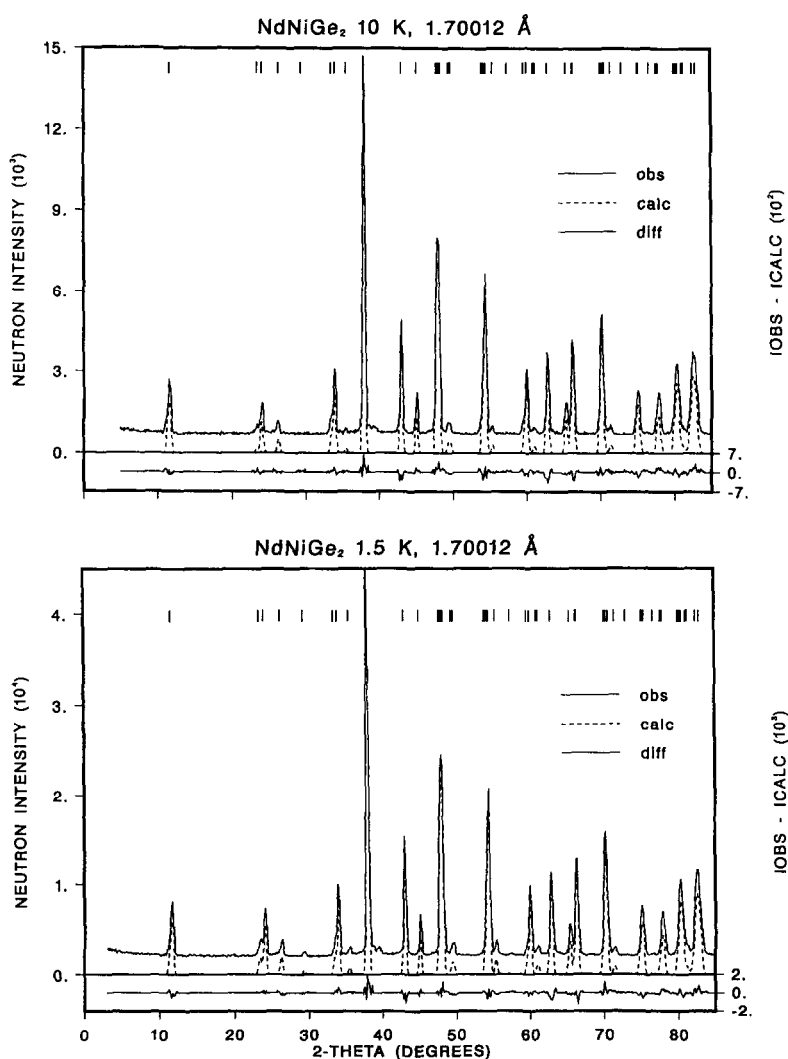 NdNiGe₂ 10 K, 1.70012 Å
15.
12.
9.
6.
3.
0.
NEUTRON INTENSITY (10³)
obs
calc
diff
7.
0.
-7.
IOBS - ICALC (10²)
NdNiGe₂ 1.5 K, 1.70012 Å
4.
3.
2.
1.
0.
NEUTRON INTENSITY (10⁴)
obs
calc
diff
2.
0.
-2.
IOBS - ICALC
0 10 20 30 40 50 60 70 80
2-THETA (DEGREES)